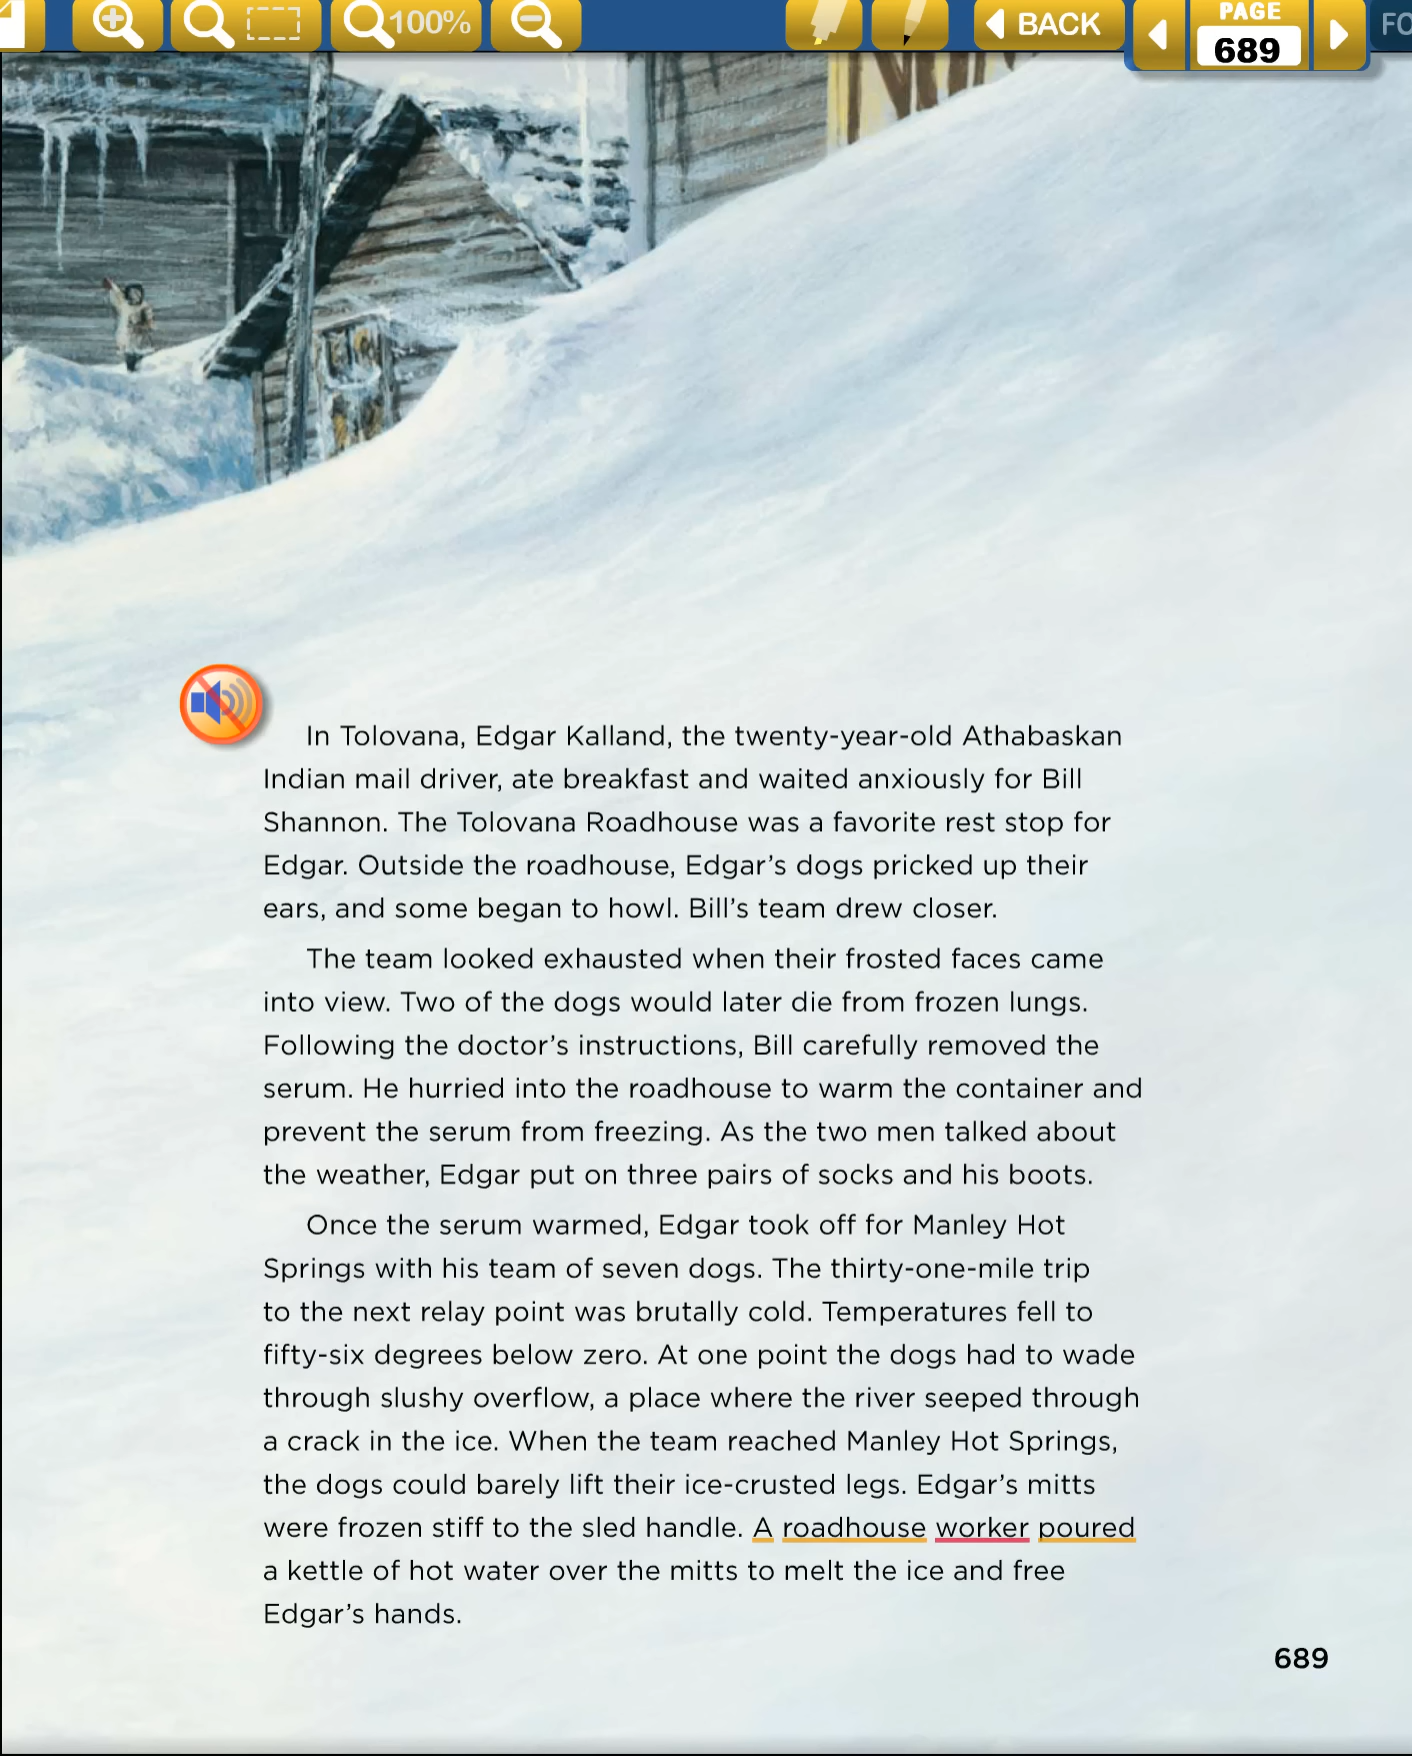 100%
BACK
PAGE
689
FO
In Tolovana, Edgar Kalland, the twenty-year-old Athabaskan
Indian mail driver, ate breakfast and waited anxiously for Bill
Shannon. The Tolovana Roadhouse was a favorite rest stop for
Edgar. Outside the roadhouse, Edgar’s dogs pricked up their
ears, and some began to howl. Bill’s team drew closer.
The team looked exhausted when their frosted faces came
into view. Two of the dogs would later die from frozen lungs.
Following the doctor’s instructions, Bill carefully removed the
serum. He hurried into the roadhouse to warm the container and
prevent the serum from freezing. As the two men talked about
the weather, Edgar put on three pairs of socks and his boots.
Once the serum warmed, Edgar took off for Manley Hot
Springs with his team of seven dogs. The thirty-one-mile trip
to the next relay point was brutally cold. Temperatures fell to
fifty-six degrees below zero. At one point the dogs had to wade
through slushy overflow, a place where the river seeped through
a crack in the ice. When the team reached Manley Hot Springs,
the dogs could barely lift their ice-crusted legs. Edgar’s mitts
were frozen stiff to the sled handle. A roadhouse worker poured
a kettle of hot water over the mitts to melt the ice and free
Edgar’s hands.
689